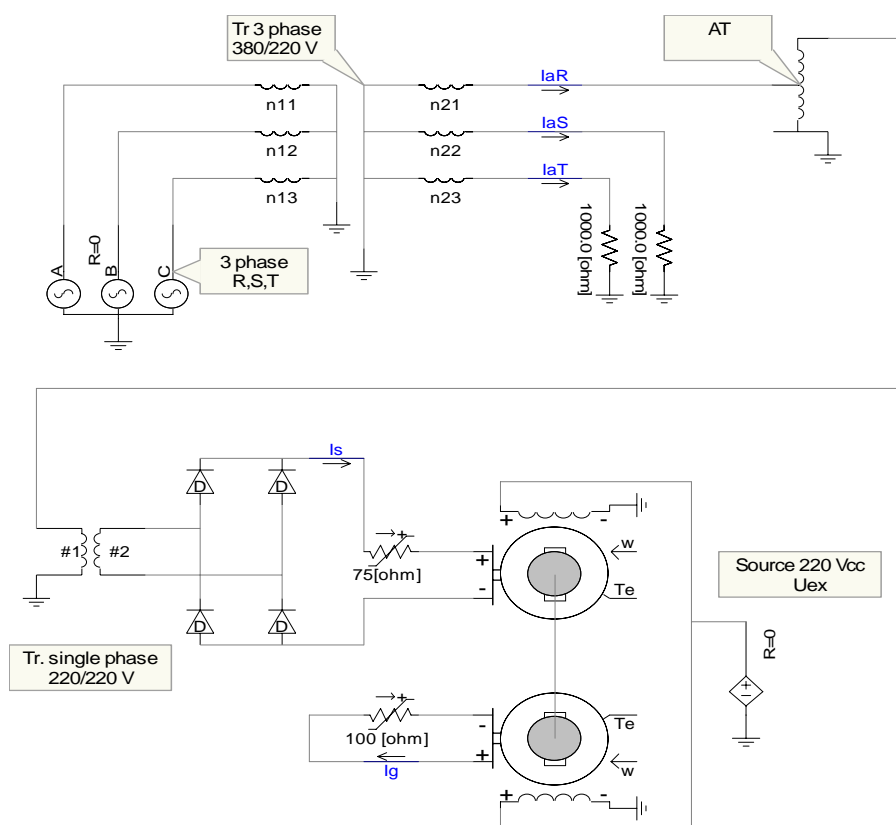 Tr 3 phase
380/220 V
AT
IaR
n11
n21
IaS
n12
n22
IaT
n13
n23
1000.0 [ohm]
1000.0 [ohm]
R=0
A
B
C
3 phase
R,S,T
Is
D
D
+
-
w
#1
#2
+
75[ohm]
+
-
Te
Source 220 Vcc
Uex
D
D
R=0
Tr. single phase
220/220 V
+
-
+
100 [ohm]
-
+
Te
w
Ig
+
-